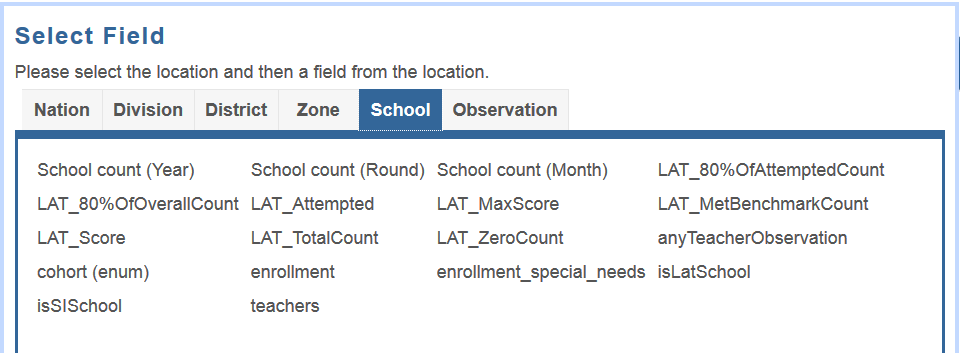 Select Field
Please select the location and then a field from the location.
Nation Division District Zone School Observation
School count (Year) School count (Round) School count (Month) LAT_80%OfAttemptedCount
LAT_80%OfOverallCount LAT_Attempted LAT_MaxScore LAT_MetBenchmarkCount
LAT_Score LAT_TotalCount LAT_ZeroCount anyTeacherObservation
cohort (enum) enrollment enrollment_special_needs isLatSchool
isSISchool teachers